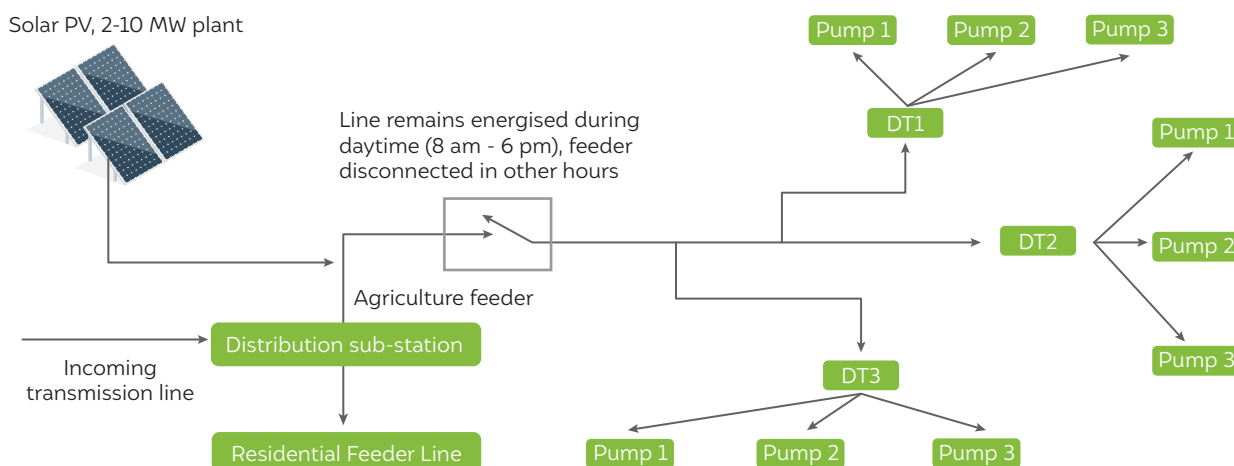 Solar PV, 2-10 MW plant
Pump 1
Pump 2
Pump 3
Line remains energised during
daytime (8 am - 6 pm), feeder
disconnected in other hours
DT1
Pump 1
DT2
Pump 2
Agriculture feeder
Distribution sub-station
Incoming
transmission line
Pump 3
DT3
Residential Feeder Line
Pump 1
Pump 2
Pump 3